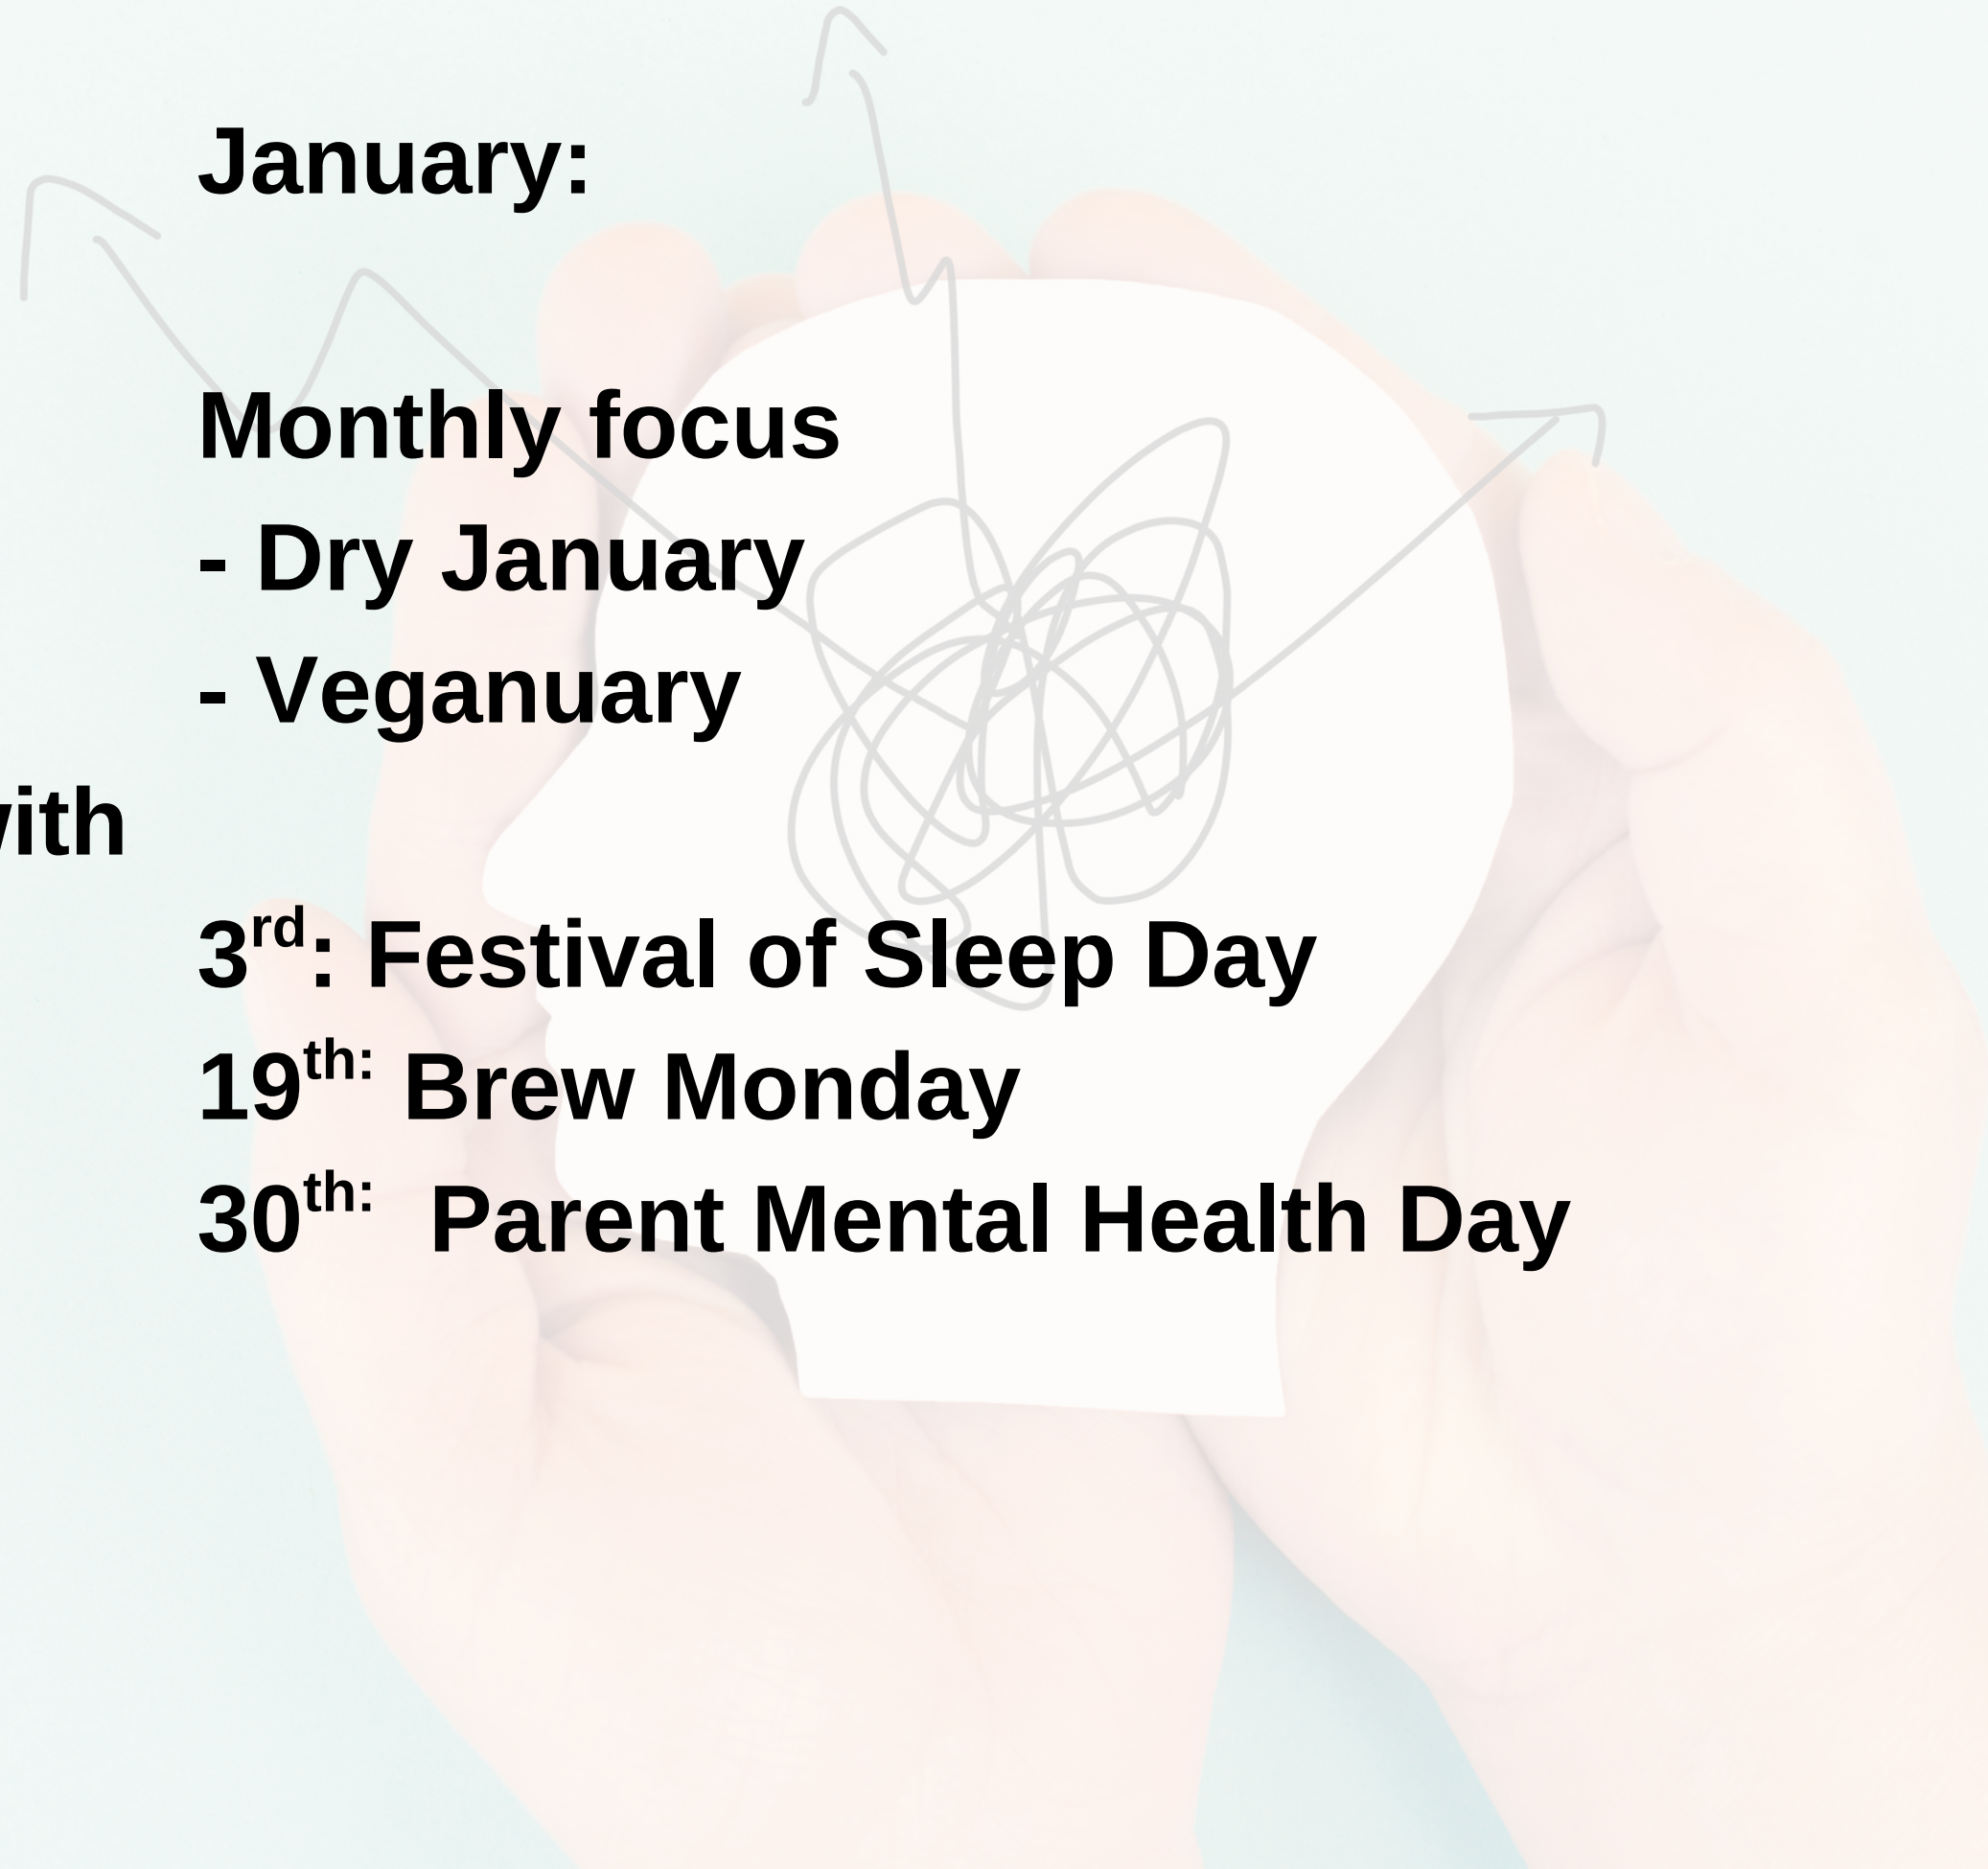 January:
Monthly focus
- Dry January
- Veganuary
3rd: Festival of Sleep Day
19th: Brew Monday
30th: Parent Mental Health Day